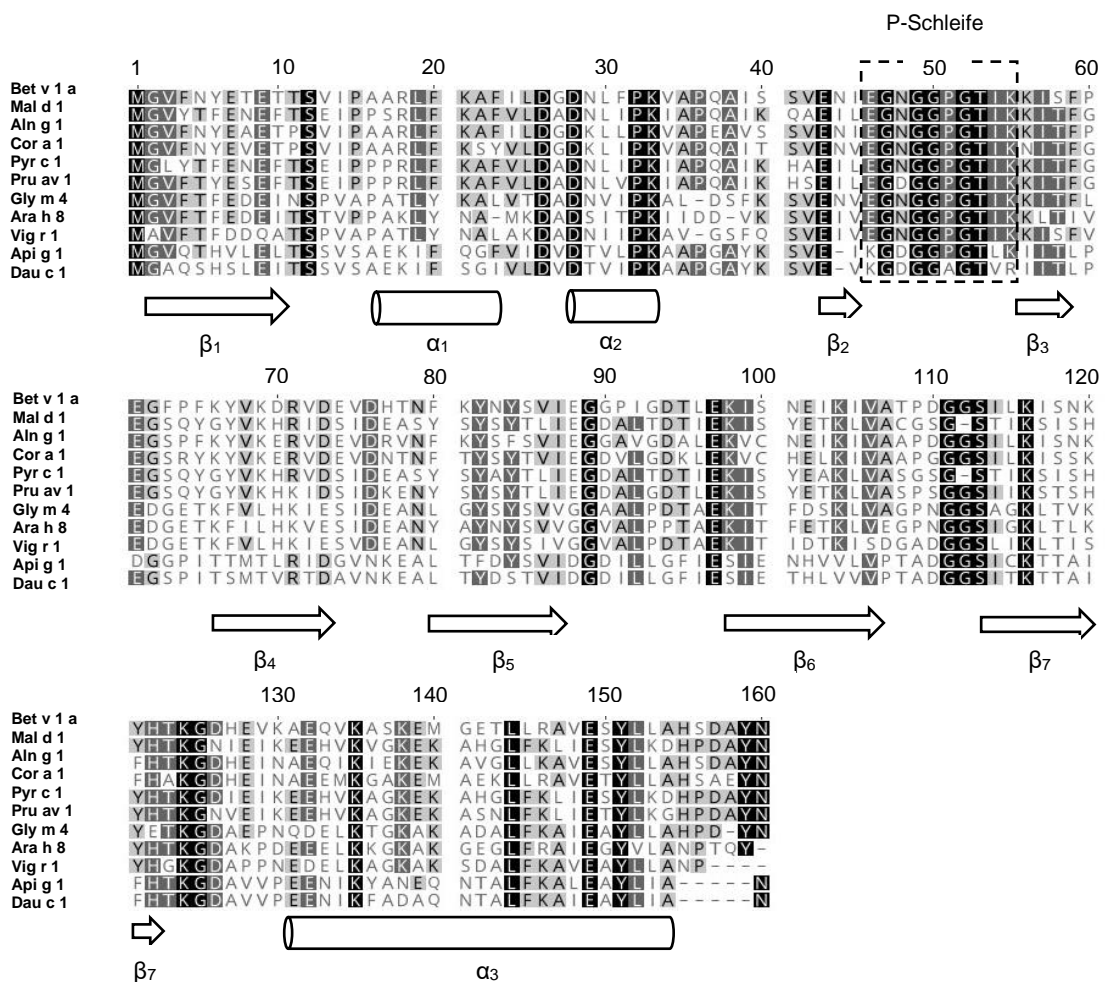 P-Schleife
1 10 20 30 40 50 60
Bet v 1 a MGVFNYETETTSVIPAARLF KAFILDGDNLFPKVAPQAIS SVENIEGNGGPGTIKKISFP
Mal d 1 MGVYTFENEFTSEIPPSRLF KAFVLDADNLIPKIAPQAIK QAEILEGNGGPGTIKKITFG
Aln g 1 MGVFNYEAETPSVIPAARLF KAFILDGDKLLPKVAPEAVS SVENIEGNGGPGTIKKITFP
Cor a 1 MGVFNYEVETPSVIPAARLF KSYVLDGDKLIPKVAPQAIT NVENVEGNGGPGTIKNITFG
Pyr c 1 MGLYTFENEFTSEIPPPRLF KAFVLDADNLIPKIAPQAIK HAEILEGNGGPGTIKKITFG
Pru av 1 MGVFTYESEFTSEIPPPRLF KAFVLDADNLVPKIAPQAIK HSEILEGDGGPGTIKKITFG
Gly m 4 MGVFTFEDEINSPVAPATLY KALVTDADNVIPKAL-DSFK SVENVEGNGGPGTIKKITFL
Ara h 8 MGVFTFEDEITSTVPPAKLY NA-MKDADSITPKIIDD-VK SVEIVEGNGGPGTIKKLTIV
Vig r 1 MAVFTFDDQATSPVAPATLY NALAKDADNIIPKAV-GSFQ SVEIVEGNGGPGTIKKISFV
Api g 1 MGVQTHVLELTSSVSAEKIF QGFVIDVDTVLPKAAPGAYK SVE-IKGDGGPGTLKIITLP
Dau c 1 MGAQSHSLEITSSVSAEKIF SGIVLDVDTVIPKAAPGAYK SVE-VKGDGGAGTVRIITLP
β1 α1 α2 β2 β3
70 80 90 100 110 120
Bet v 1 a EGFPFKYVKDRVDEVDHTNF KYNYSVIEGGPIGDTLEKIS NEIKIVATPDGGSILKISNK
Mal d 1 EGSQYGYVKHRIDSIDEASY SYSYTLIEGDALTDTIEKIS YETKLVACGSG-STIKSISH
Aln g 1 EGSPFKYVKERVDEVDRVNF KYSFSVIEGGAVGDALEKVC NEIKIVAAPDGGSILKISNK
Cor a 1 EGSRYKYVKERVDEVDNTNF TYSYTVIEGDVLGDKLEKVC HELKIVAAPGGGSILKISNK
Pyr c 1 EGSQYGYVKHRVDSIDEASY SYAYTLIEGDALTDTIEKIS YEAKLVASPSG-STIKSISH
Pru av 1 EGSQYGYVKHKIDSIDKENY SYSYTLIEGDALGDTLEKIS YETKLVASPSGGSIIKSTSH
Gly m 4 EDGETKFVLHKIESIDEANL GYSYSVVGGAALPDTAEKIT FDSKLVAGPNGGSAGKLTVK
Ara h 8 EDGETKFILHKVESIDEANY AYNYSVVGGVALPPTAEKIT FETKLVEGPNGGSIGKLTLK
Vig r 1 EDGETKFVLHKIESVDEANL GYSYSIVGGVALPDTAEKIT IDTKISDGADGGSLIKLTIS
Api g 1 DGGPITTMTLRIDGVNKEAL TFDYSVIDGDILLGFIESIE NHVVLVPTADGGSICKTTAI
Dau c 1 EGSPITSMTVRTDAVNKEAL TYDSTVIDGDILLGFIESIE THLVVVPTADGGSITKTTAI
β4 β5 β6 β7
130 140 150 160
Bet v 1 a YHTKGDHEVKAEQVKASKEM GETLLRAVESYLLAHSDAYN
Mal d 1 YHTKGNIEIKEEHVKVGKEK AHGLFKLIESYLKDHPDAYN
Aln g 1 FHTKGDHEINAEQIKIEKEK AVGLLKAVESYLLAHSDAYN
Cor a 1 FHAKGDHEINAEEMKGAKEM AEKLLRAVETYLLAHSAEYN
Pyr c 1 YHTKGDIEIKEEHVKAGKEK AHGLFKLIESYLKDHPDAYN
Pru av 1 YHTKGNVEIKEEHVKAGKEK ASNLFKLIETYLKGHPDAYN
Gly m 4 YETKGDAEPNQDELKTGKAK ADALFKAIEAYLLAHPD-YN
Ara h 8 YHTKGDAKPDEEELKKGKAK GEGLFRAIEGYVLANPTQY-
Vig r 1 YHGKGDAPPNEDELKAGKAK SDALFKAVEAYLLANP-----
Api g 1 FHTKGDAVVPEENIKYANEQ NTALFKALEAYLIA-----N
Dau c 1 FHTKGDAVVPEENIKFADAQ NTALFKAIEAYLIA-----N
β7 α3